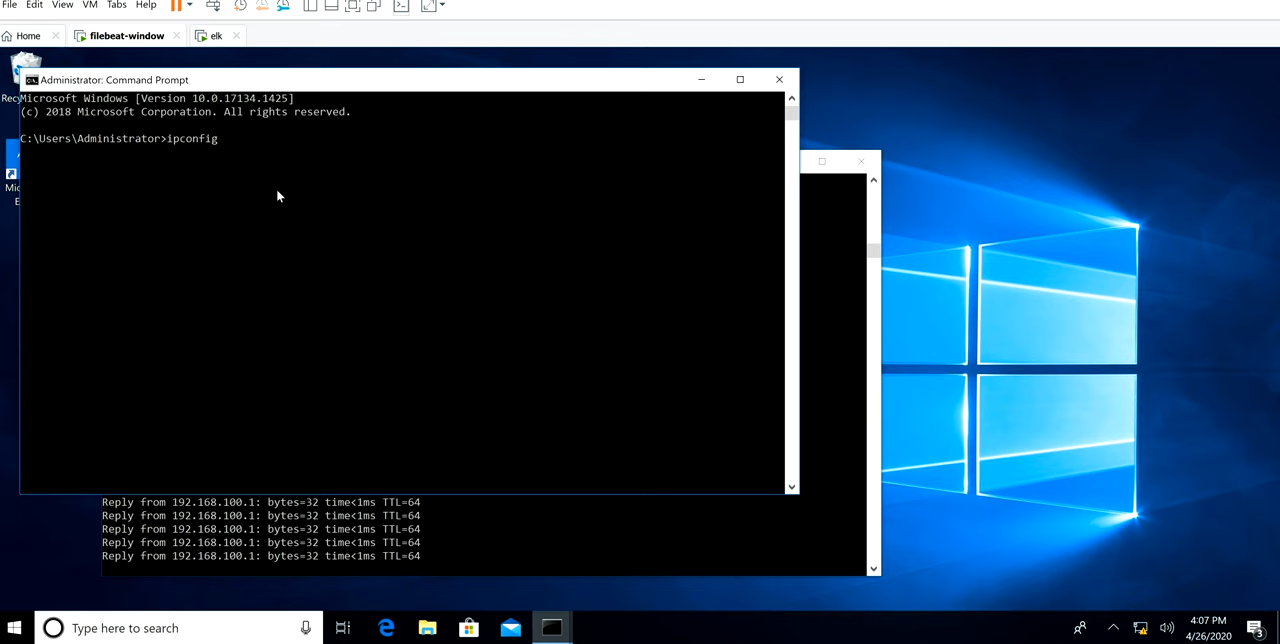 File Edit View VM Tabs Help
Home filebeat-window elk
Administrator: Command Prompt
Microsoft Windows [Version 10.0.17134.1425]
(c) 2018 Microsoft Corporation. All rights reserved.
C:\Users\Administrator>ipconfig
Rec
Mic
E
Reply from 192.168.100.1: bytes=32 time<1ms TTL=64
Reply from 192.168.100.1: bytes=32 time<1ms TTL=64
Reply from 192.168.100.1: bytes=32 time<1ms TTL=64
Reply from 192.168.100.1: bytes=32 time<1ms TTL=64
Reply from 192.168.100.1: bytes=32 time<1ms TTL=64
Type here to search
4:07 PM
4/26/2020
3